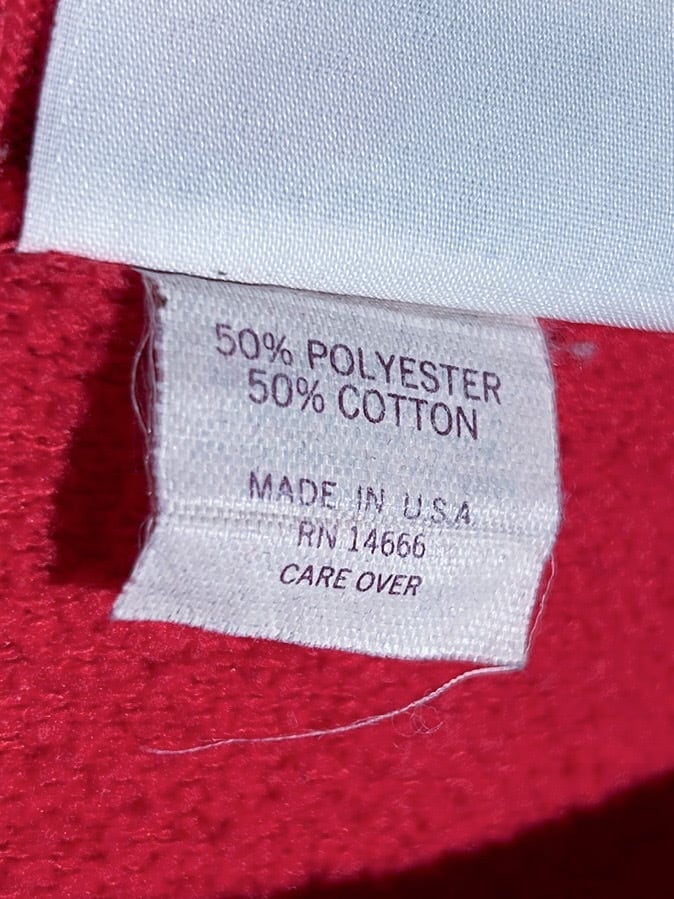 50% POLYESTER
50% COTTON
MADE IN U.S.A.
RN 14666
CARE OVER